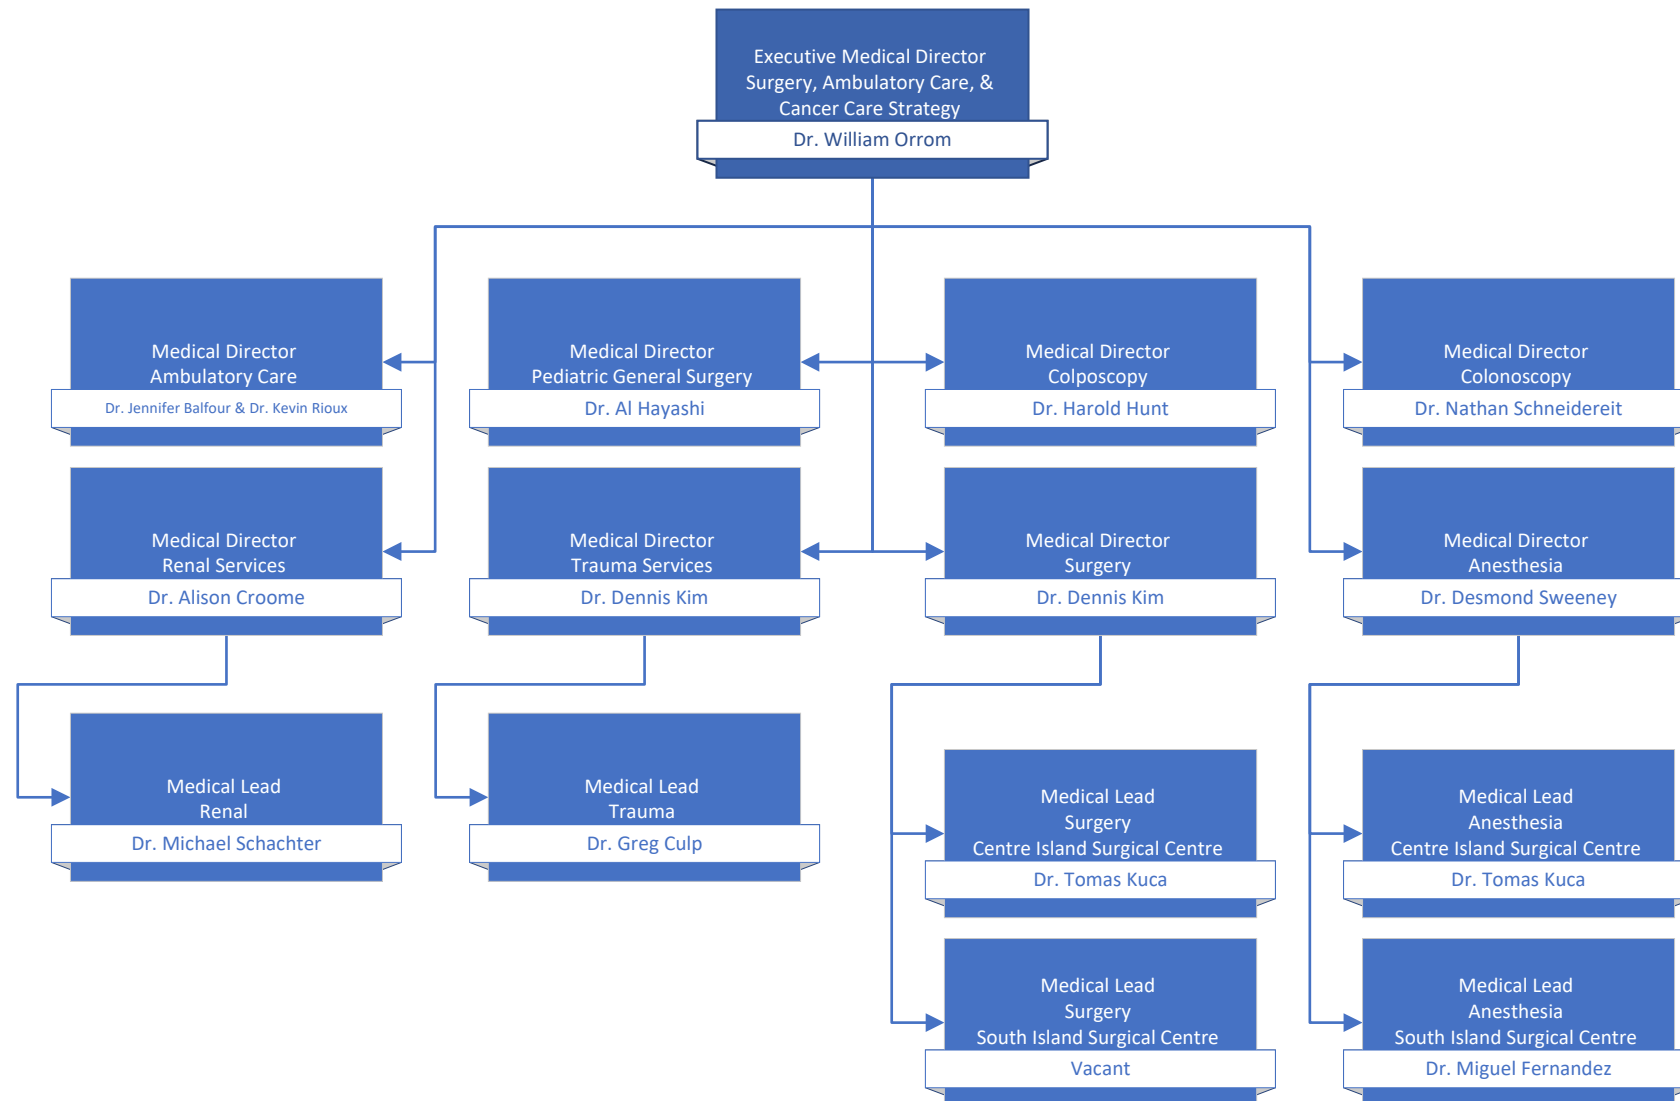 Executive Medical Director
Surgery, Ambulatory Care, &
Cancer Care Strategy
Dr. William Orrom
Medical Director
Ambulatory Care
Dr. Jennifer Balfour & Dr. Kevin Rioux
Medical Director
Pediatric General Surgery
Dr. Al Hayashi
Medical Director
Colposcopy
Dr. Harold Hunt
Medical Director
Colonoscopy
Dr. Nathan Schneidereit
Medical Director
Renal Services
Dr. Alison Croome
Medical Director
Trauma Services
Dr. Dennis Kim
Medical Director
Surgery
Dr. Dennis Kim
Medical Director
Anesthesia
Dr. Desmond Sweeney
Medical Lead
Renal
Dr. Michael Schachter
Medical Lead
Trauma
Dr. Greg Culp
Medical Lead
Surgery
Centre Island Surgical Centre
Dr. Tomas Kuca
Medical Lead
Anesthesia
Centre Island Surgical Centre
Dr. Tomas Kuca
Medical Lead
Surgery
South Island Surgical Centre
Vacant
Medical Lead
Anesthesia
South Island Surgical Centre
Dr. Miguel Fernandez